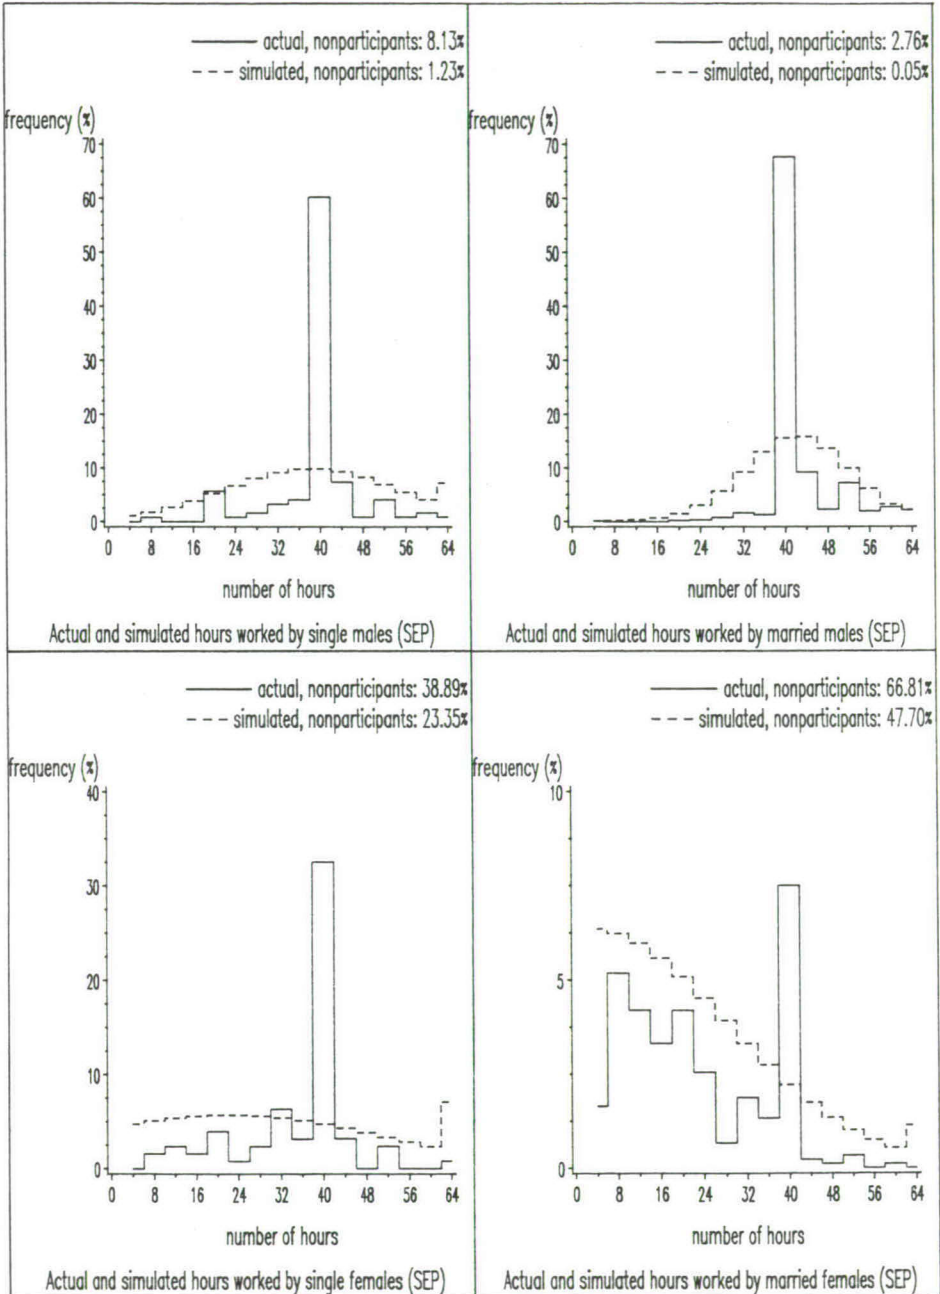 actual, nonparticipants: 8.13%
simulated, nonparticipants: 1.23%
frequency (%)
70
60
50
40
30
20
10
0
0 8 16 24 32 40 48 56 64
number of hours
Actual and simulated hours worked by single males (SEP)
actual, nonparticipants: 2.76%
simulated, nonparticipants: 0.05%
frequency (%)
70
60
50
40
30
20
10
0
0 8 16 24 32 40 48 56 64
number of hours
Actual and simulated hours worked by married males (SEP)
actual, nonparticipants: 38.89%
simulated, nonparticipants: 23.35%
frequency (%)
40
30
20
10
0
0 8 16 24 32 40 48 56 64
number of hours
Actual and simulated hours worked by single females (SEP)
actual, nonparticipants: 66.81%
simulated, nonparticipants: 47.70%
frequency (%)
10
5
0
0 8 16 24 32 40 48 56 64
number of hours
Actual and simulated hours worked by married females (SEP)